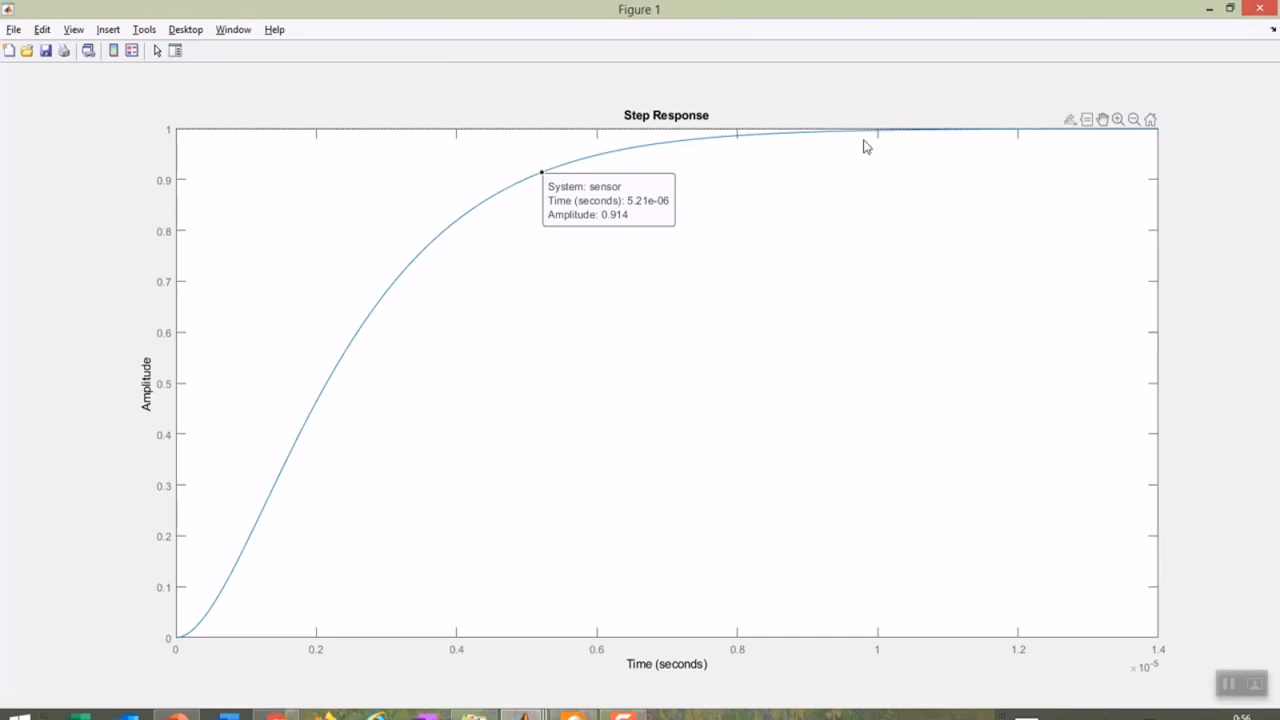 Figure 1
File Edit View Insert Tools Desktop Window Help
Step Response
1
0.9
0.8
0.7
0.6
0.5
0.4
0.3
0.2
0.1
0
Amplitude
System: sensor
Time (seconds): 5.21e-06
Amplitude: 0.914
0 0.2 0.4 0.6 0.8 1 1.2 1.4
Time (seconds)
× 10⁻⁵
0:56